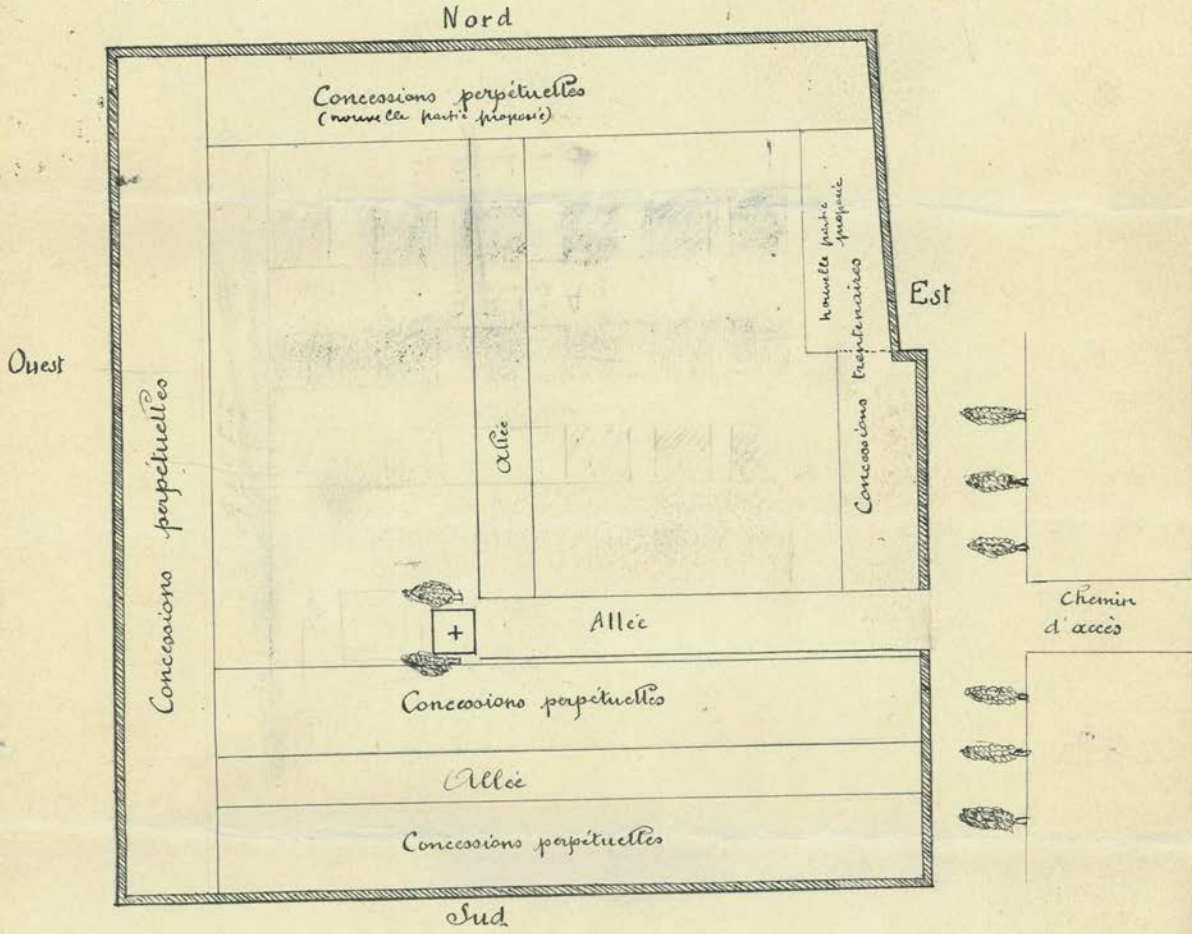 Nord
Concessions perpétuelles
(nouvelle partie proposée)
nouvelle partie
proposée
Est
Ouest
Concessions perpétuelles
Allée
Concessions trentenaires
+
Allée
Chemin
d'accès
Concessions perpétuelles
Allée
Concessions perpétuelles
Sud